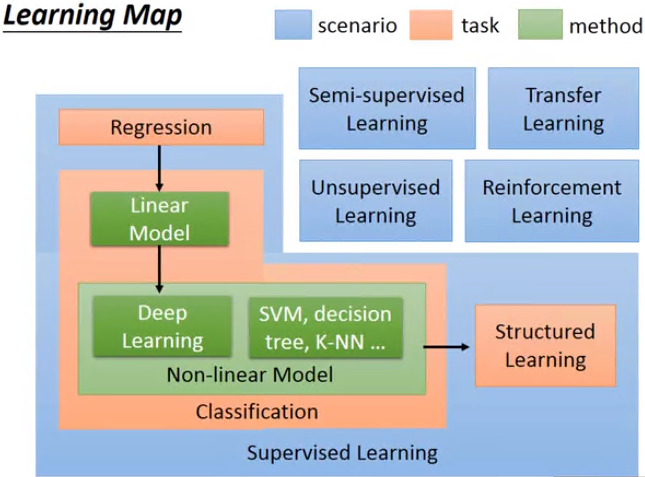 Learning Map
scenario
task
method
Semi-supervised
Learning
Transfer
Learning
Regression
Unsupervised
Learning
Reinforcement
Learning
Linear
Model
Deep
Learning
SVM, decision
tree, K-NN ...
Structured
Learning
Non-linear Model
Classification
Supervised Learning